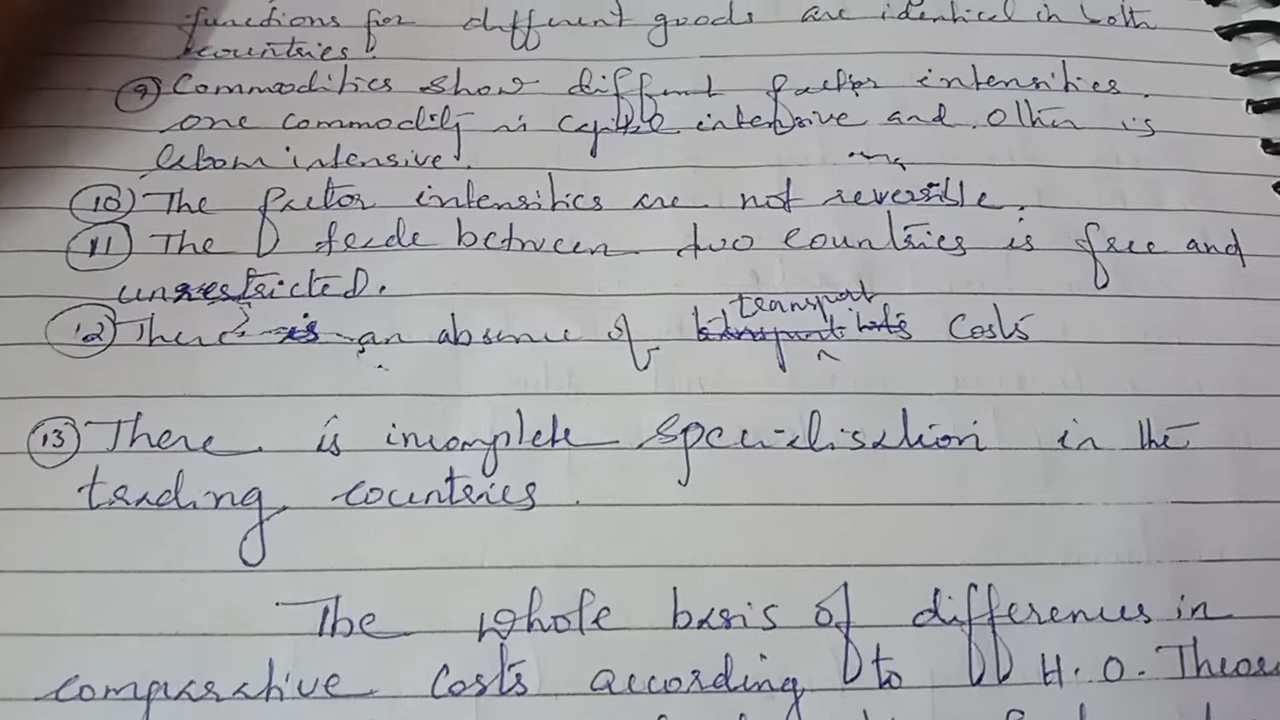 functions for different goods are identical in both
countries.
(9) Commodities show different factor intensities.
one commodity is capital intensive and other is
labour intensive.
(10) The factor intensities are not reversible.
(11) The trade between two countries is free and
unrestricted.
(12) There is an absence of transport costs
(13) There is incomplete specialisation in the
trading countries.
The whole basis of differences in
comparative costs according to H.O. Theor